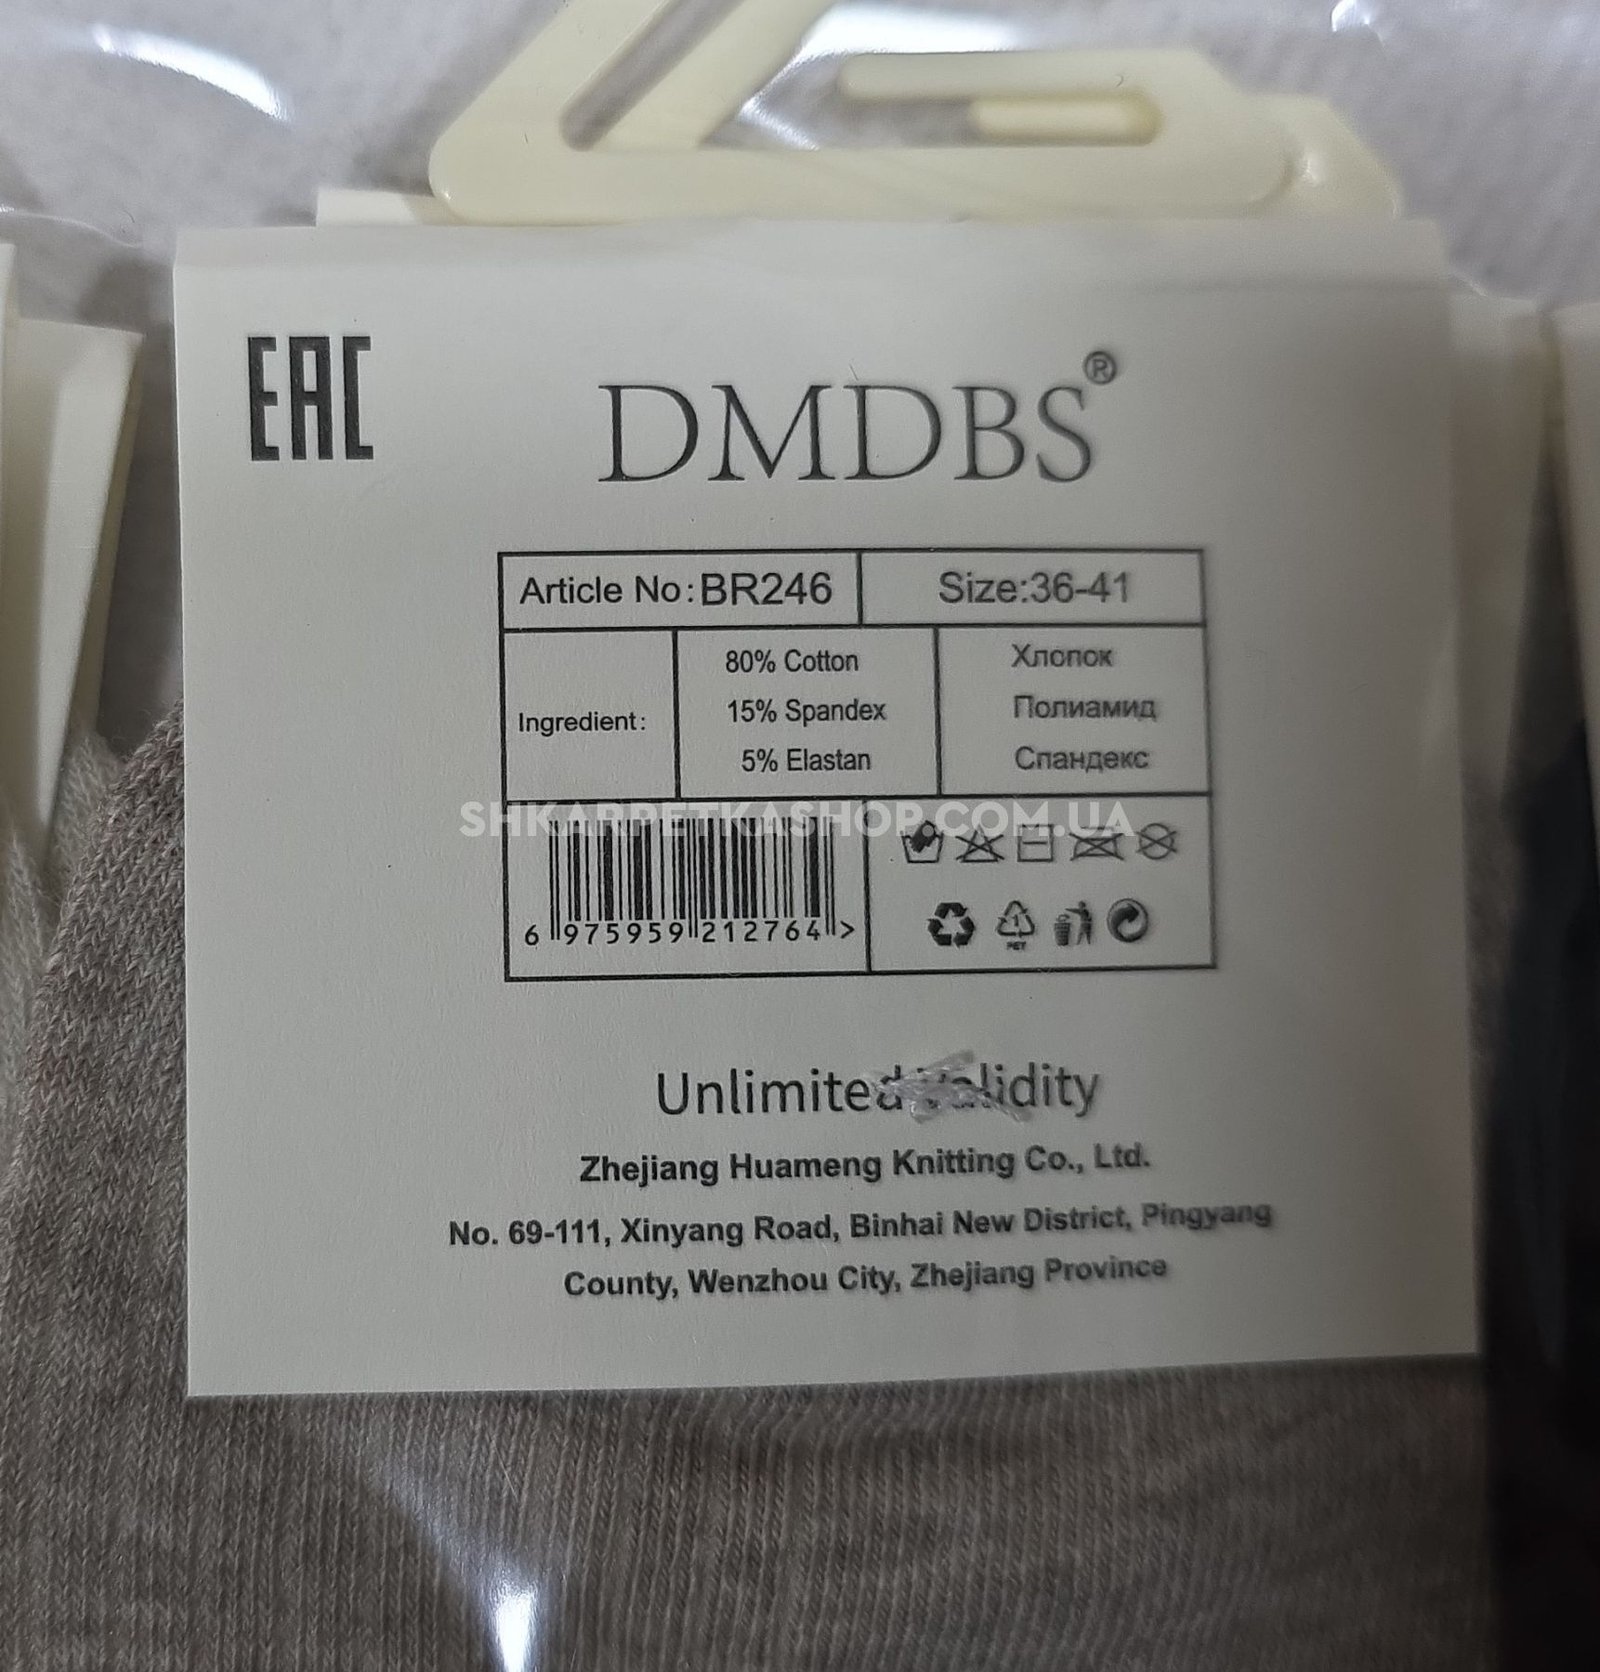 EAC
DMDBS®
Article No: BR246 Size:36-41
Ingredient:
80% Cotton Хлопок
15% Spandex Полиамид
5% Elastan Спандекс
SHKARPETKASHOP.COM.UA
6 975959 212764 >
1
PET
Unlimited Validity
Zhejiang Huameng Knitting Co., Ltd.
No. 69-111, Xinyang Road, Binhai New District, Pingyang
County, Wenzhou City, Zhejiang Province